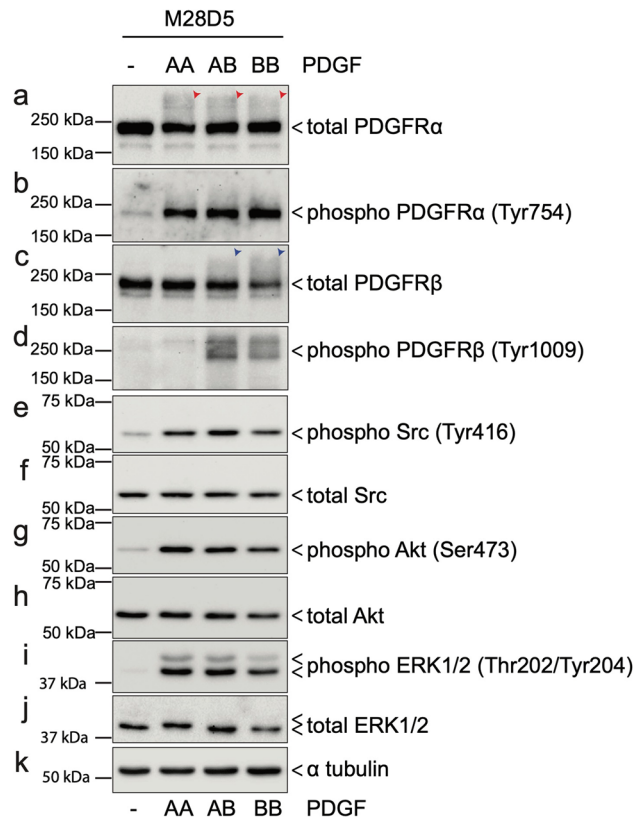 M28D5
- AA AB BB PDGF
a
250 kDa
150 kDa
< total PDGFRα
b
250 kDa
150 kDa
< phospho PDGFRα (Tyr754)
c
250 kDa
150 kDa
< total PDGFRβ
d
250 kDa
150 kDa
< phospho PDGFRβ (Tyr1009)
e
75 kDa
50 kDa
< phospho Src (Tyr416)
f
75 kDa
50 kDa
< total Src
g
75 kDa
50 kDa
< phospho Akt (Ser473)
h
75 kDa
50 kDa
< total Akt
i
37 kDa
< phospho ERK1/2 (Thr202/Tyr204)
j
37 kDa
< total ERK1/2
k
50 kDa
< α tubulin
- AA AB BB PDGF